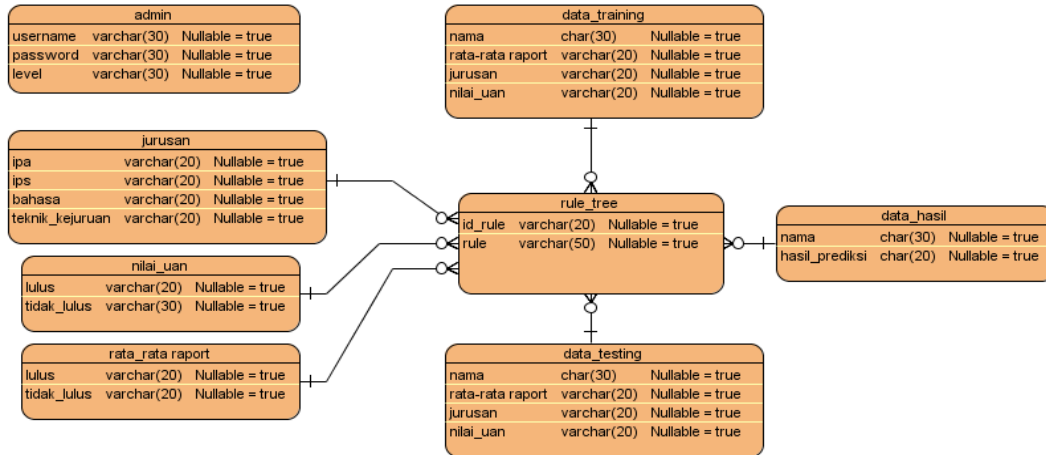 admin
username varchar(30) Nullable = true
password varchar(30) Nullable = true
level varchar(30) Nullable = true
data_training
nama char(30) Nullable = true
rata-rata raport varchar(20) Nullable = true
jurusan varchar(20) Nullable = true
nilai_uan varchar(20) Nullable = true
jurusan
ipa varchar(20) Nullable = true
ips varchar(20) Nullable = true
bahasa varchar(20) Nullable = true
teknik_kejuruan varchar(20) Nullable = true
rule_tree
id_rule varchar(20) Nullable = true
rule varchar(50) Nullable = true
data_hasil
nama char(30) Nullable = true
hasil_prediksi char(20) Nullable = true
nilai_uan
lulus varchar(20) Nullable = true
tidak_lulus varchar(30) Nullable = true
rata_rata raport
lulus varchar(20) Nullable = true
tidak_lulus varchar(20) Nullable = true
data_testing
nama char(30) Nullable = true
rata-rata raport varchar(20) Nullable = true
jurusan varchar(20) Nullable = true
nilai_uan varchar(20) Nullable = true